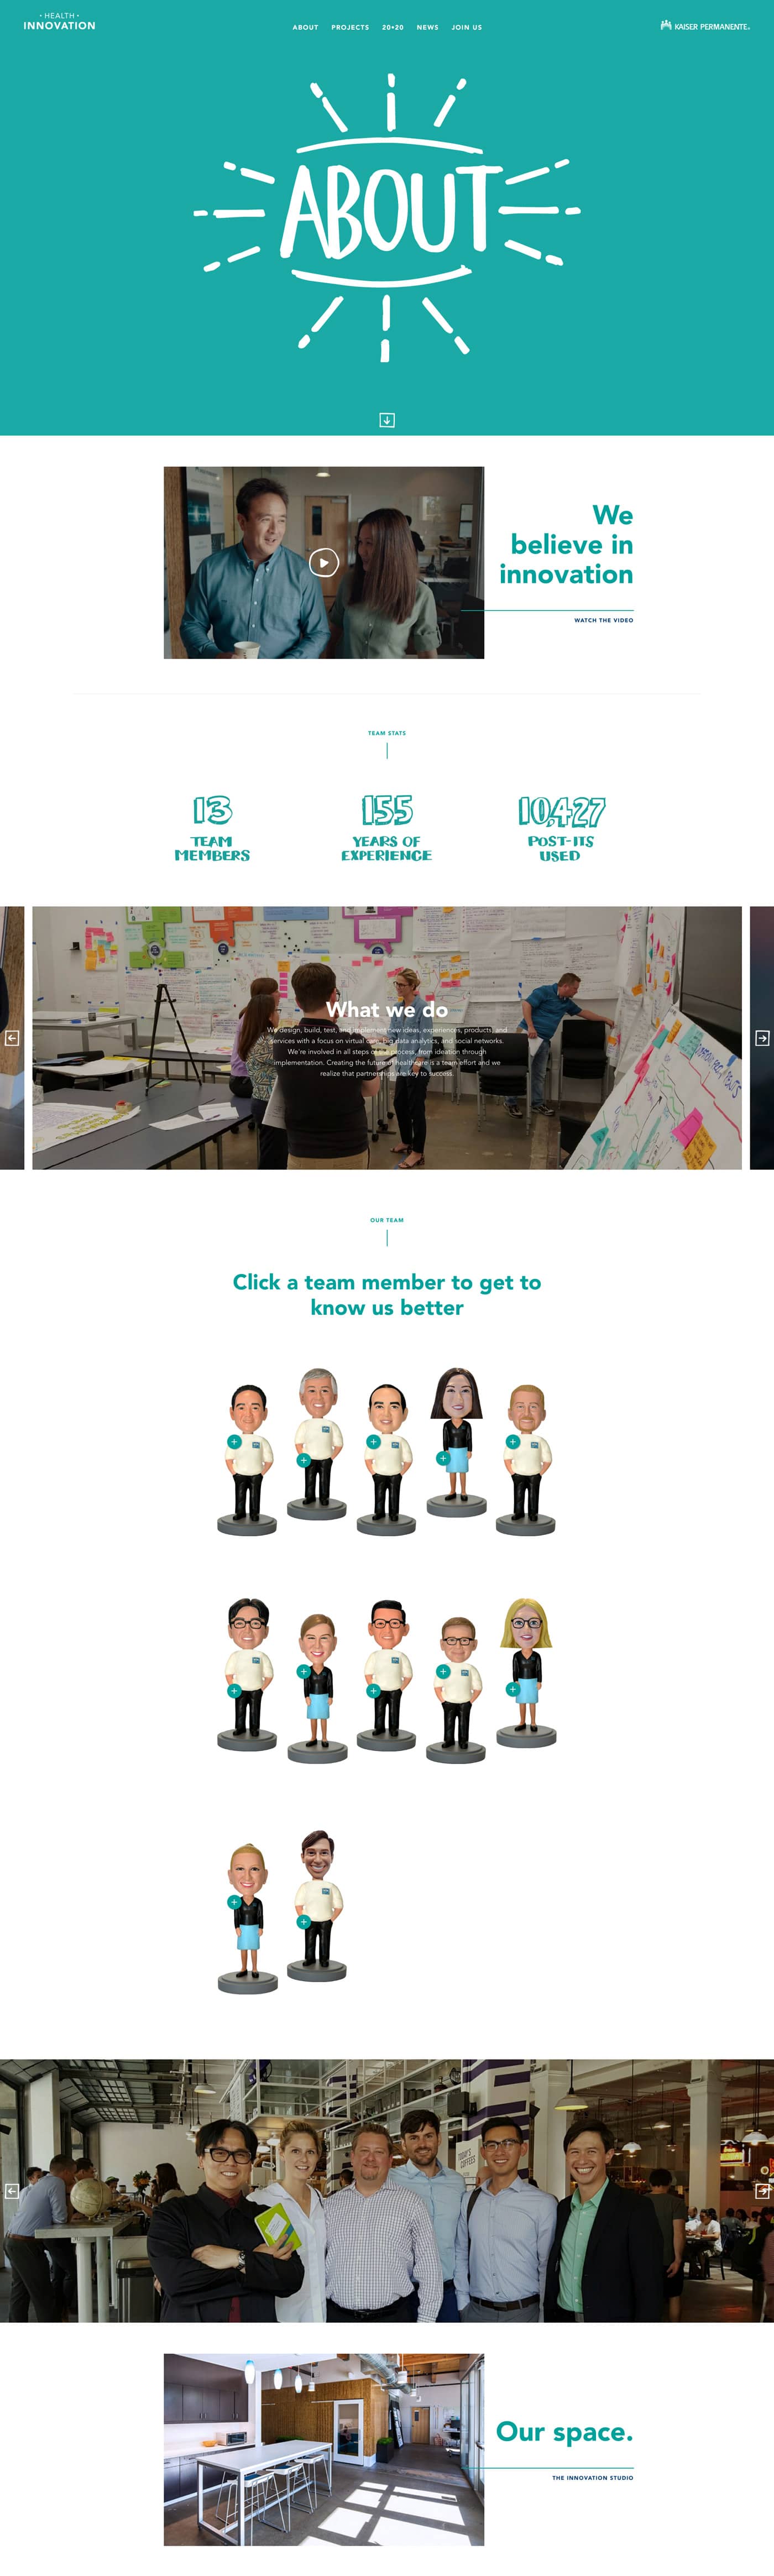 • HEALTH •
INNOVATION
ABOUT PROJECTS 20•20 NEWS JOIN US
KAISER PERMANENTE®
ABOUT
We
believe in
innovation
WATCH THE VIDEO
TEAM STATS
13
TEAM
MEMBERS
155
YEARS OF
EXPERIENCE
10,427
POST-ITS
USED
What we do
We design, build, test, and implement new ideas, experiences, products, and
services with a focus on virtual care, big data analytics, and social networks.
We're involved in all steps of the process, from ideation through
implementation. Creating the future of healthcare is a team effort and we
realize that partnerships are key to success.
OUR TEAM
Click a team member to get to
know us better
Our space.
THE INNOVATION STUDIO